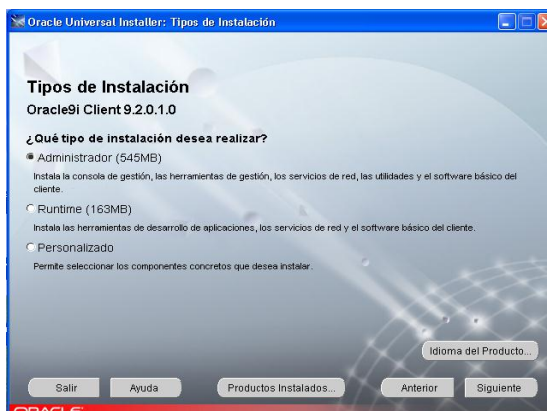 Oracle Universal Installer: Tipos de Instalación
Tipos de Instalación
Oracle9i Client 9.2.0.1.0
¿Qué tipo de instalación desea realizar?
Administrador (545MB)
Instala la consola de gestión, las herramientas de gestión, los servicios de red, las utilidades y el software básico del
cliente.
Runtime (163MB)
Instala las herramientas de desarrollo de aplicaciones, los servicios de red y el software básico del cliente.
Personalizado
Permite seleccionar los componentes concretos que desea instalar.
Idioma del Producto...
Salir Ayuda Productos Instalados... Anterior Siguiente
ORACLE